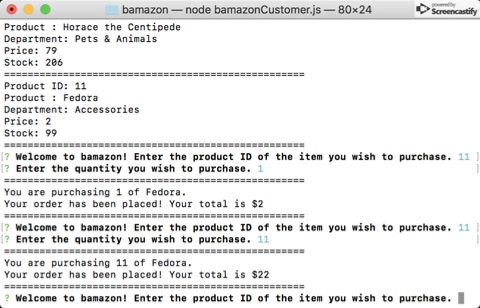 bamazon — node bamazonCustomer.js — 80×24
powered by
Screencastify
Product : Horace the Centipede
Department: Pets & Animals
Price: 79
Stock: 206
==================================================
Product ID: 11
Product : Fedora
Department: Accessories
Price: 2
Stock: 99
==================================================
[? Welcome to bamazon! Enter the product ID of the item you wish to purchase. 11 ]
[? Enter the quantity you wish to purchase. 1 ]
==================================================
You are purchasing 1 of Fedora.
Your order has been placed! Your total is $2
==================================================
[? Welcome to bamazon! Enter the product ID of the item you wish to purchase. 11 ]
[? Enter the quantity you wish to purchase. 11 ]
==================================================
You are purchasing 11 of Fedora.
Your order has been placed! Your total is $22
==================================================
? Welcome to bamazon! Enter the product ID of the item you wish to purchase.